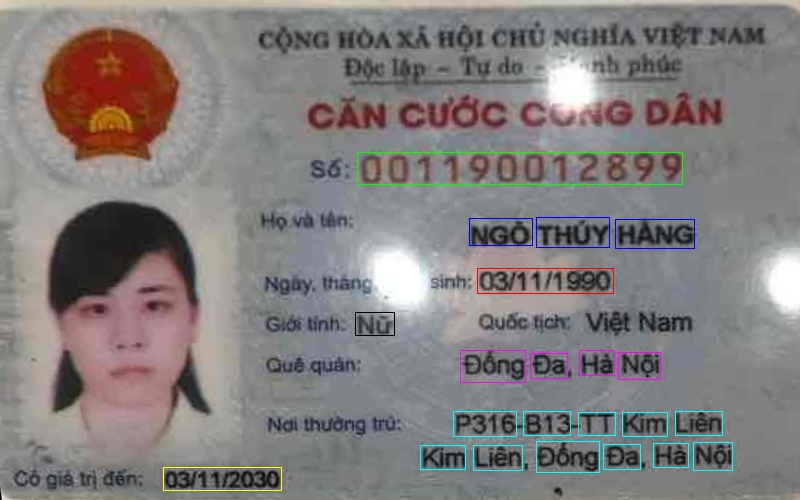 CỘNG HÒA XÃ HỘI CHỦ NGHĨA VIỆT NAM
Độc lập - Tự do - phúc
CĂN CƯỚC CÔNG DÂN
Số: 001190012899
Họ và tên: NGÔ THÚY HẰNG
Ngày, tháng, sinh: 03/11/1990
Giới tính: Nữ Quốc tịch: Việt Nam
Quê quán: Đống Đa, Hà Nội
Nơi thường trú: P316-B13-TT Kim Liên
Kim Liên, Đống Đa, Hà Nội
Có giá trị đến: 03/11/2030